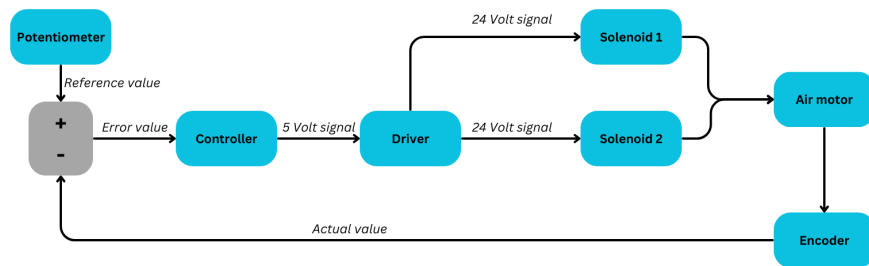 24 Volt signal
Potentiometer
Solenoid 1
Reference value
Air motor
+
Error value
Controller
5 Volt signal
Driver
24 Volt signal
Solenoid 2
-
Actual value
Encoder